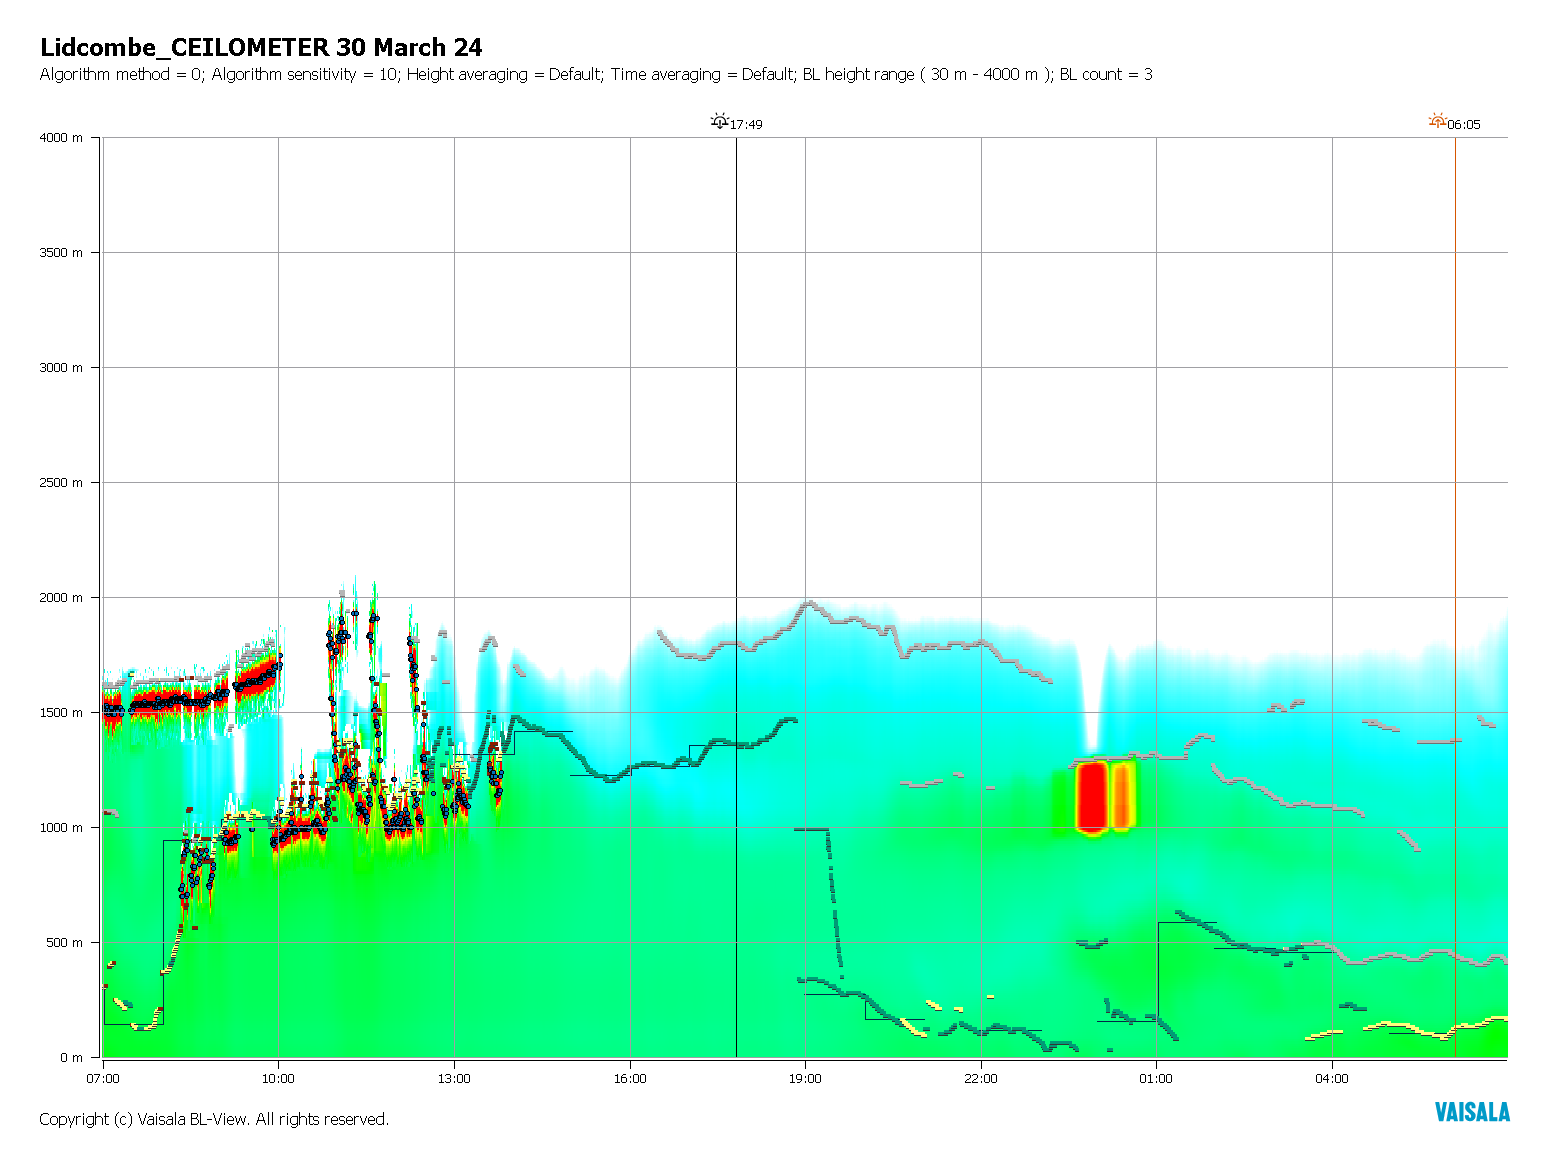 Lidcombe_CEILOMETER 30 March 24
Algorithm method = 0; Algorithm sensitivity = 10; Height averaging = Default; Time averaging = Default; BL height range ( 30 m - 4000 m ); BL count = 3
17:49
06:05
4000 m
3500 m
3000 m
2500 m
2000 m
1500 m
1000 m
500 m
0 m
07:00 10:00 13:00 16:00 19:00 22:00 01:00 04:00
Copyright (c) Vaisala BL-View. All rights reserved.
VAISALA